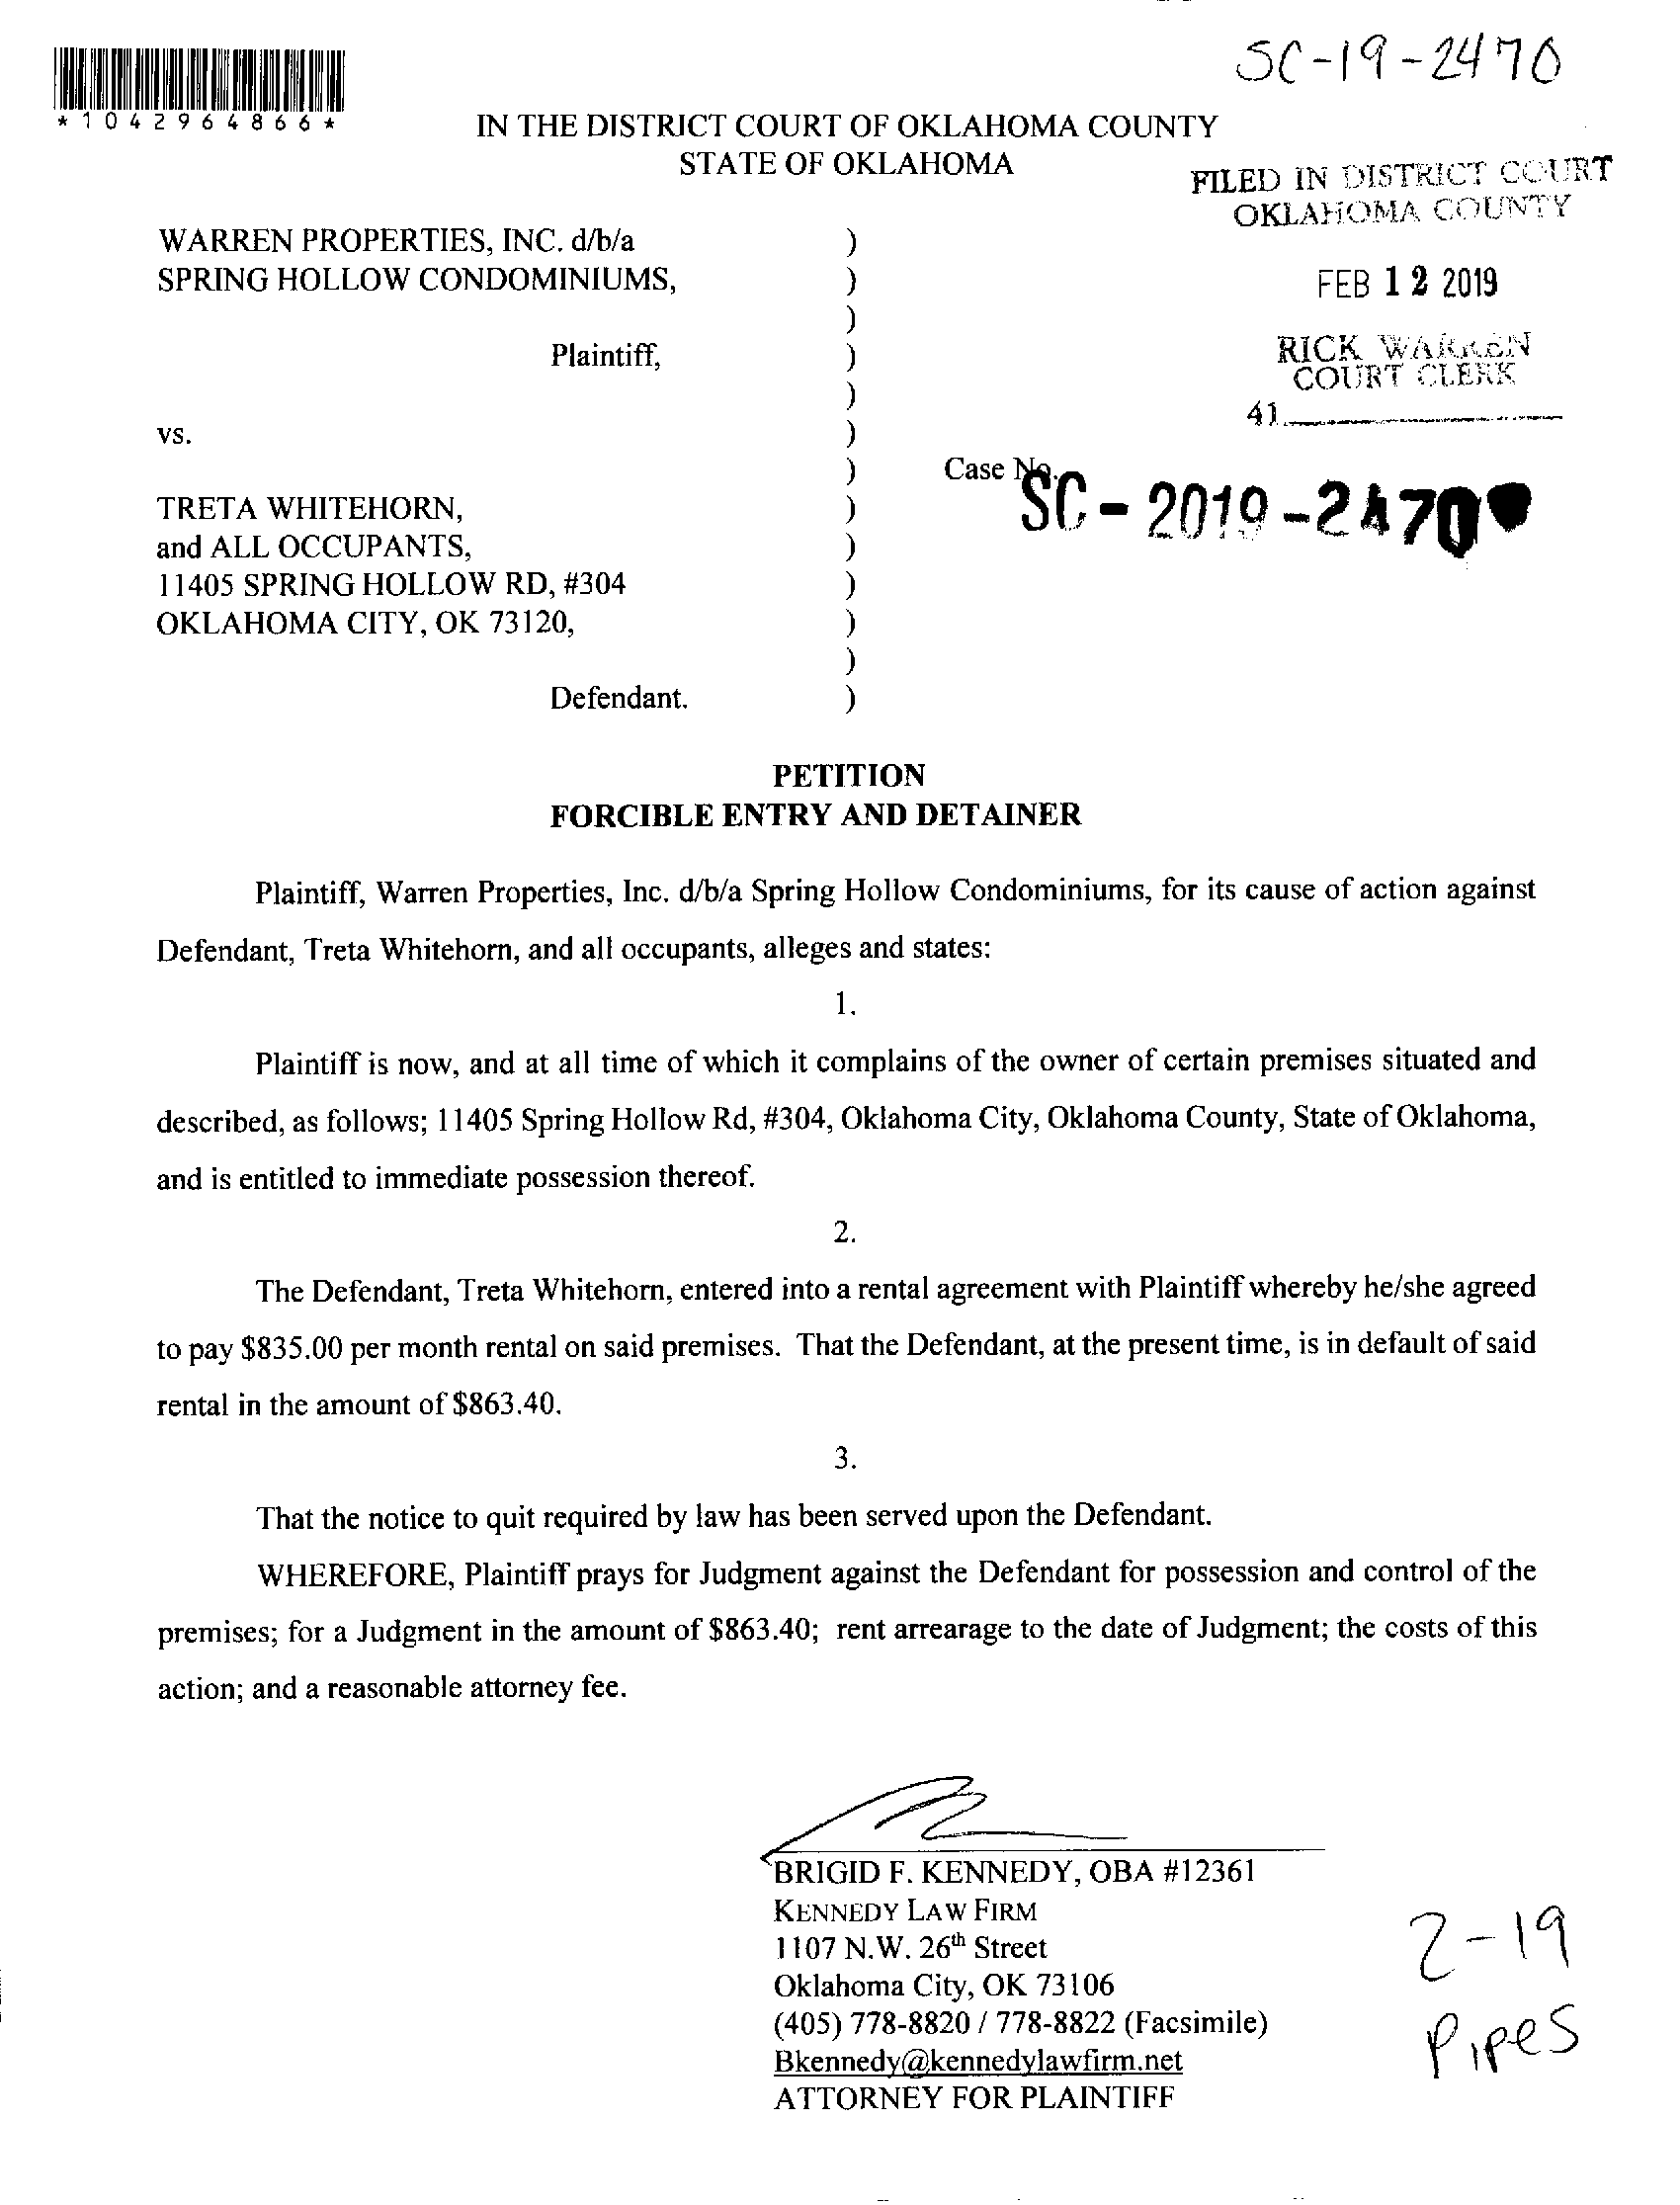 SC-19-2470
*1042964866*
IN THE DISTRICT COURT OF OKLAHOMA COUNTY
STATE OF OKLAHOMA
FILED IN DISTRICT COURT
OKLAHOMA COUNTY
WARREN PROPERTIES, INC. d/b/a )
SPRING HOLLOW CONDOMINIUMS, )
FEB 12 2019
)
Plaintiff, )
RICK WARREN
COURT CLERK
)
41
vs. )
) Case No.
SC-2019-2470
TRETA WHITEHORN, )
and ALL OCCUPANTS, )
11405 SPRING HOLLOW RD, #304 )
OKLAHOMA CITY, OK 73120, )
)
Defendant. )
PETITION
FORCIBLE ENTRY AND DETAINER
Plaintiff, Warren Properties, Inc. d/b/a Spring Hollow Condominiums, for its cause of action against
Defendant, Treta Whitehorn, and all occupants, alleges and states:
1.
Plaintiff is now, and at all time of which it complains of the owner of certain premises situated and
described, as follows; 11405 Spring Hollow Rd, #304, Oklahoma City, Oklahoma County, State of Oklahoma,
and is entitled to immediate possession thereof.
2.
The Defendant, Treta Whitehorn, entered into a rental agreement with Plaintiff whereby he/she agreed
to pay $835.00 per month rental on said premises. That the Defendant, at the present time, is in default of said
rental in the amount of $863.40.
3.
That the notice to quit required by law has been served upon the Defendant.
WHEREFORE, Plaintiff prays for Judgment against the Defendant for possession and control of the
premises; for a Judgment in the amount of $863.40; rent arrearage to the date of Judgment; the costs of this
action; and a reasonable attorney fee.
BRIGID F. KENNEDY, OBA #12361
KENNEDY LAW FIRM
1107 N.W. 26th Street
Oklahoma City, OK 73106
(405) 778-8820 / 778-8822 (Facsimile)
Bkennedy@kennedylawfirm.net
ATTORNEY FOR PLAINTIFF
2-19
Pipes